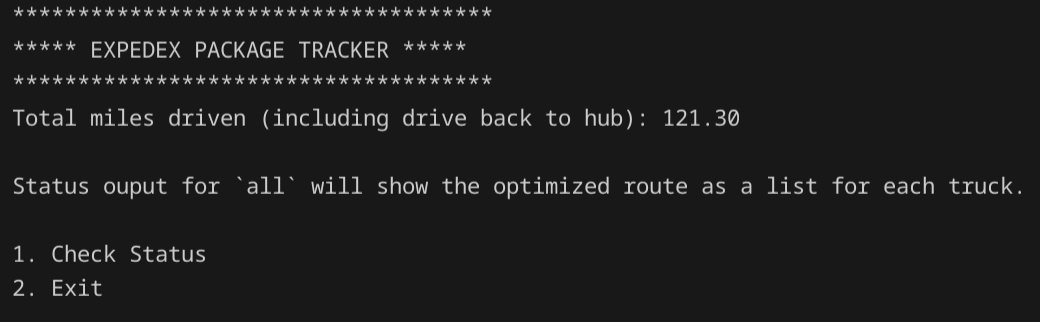 *************************************
***** EXPEDEX PACKAGE TRACKER *****
*************************************
Total miles driven (including drive back to hub): 121.30
Status ouput for `all` will show the optimized route as a list for each truck.
1. Check Status
2. Exit